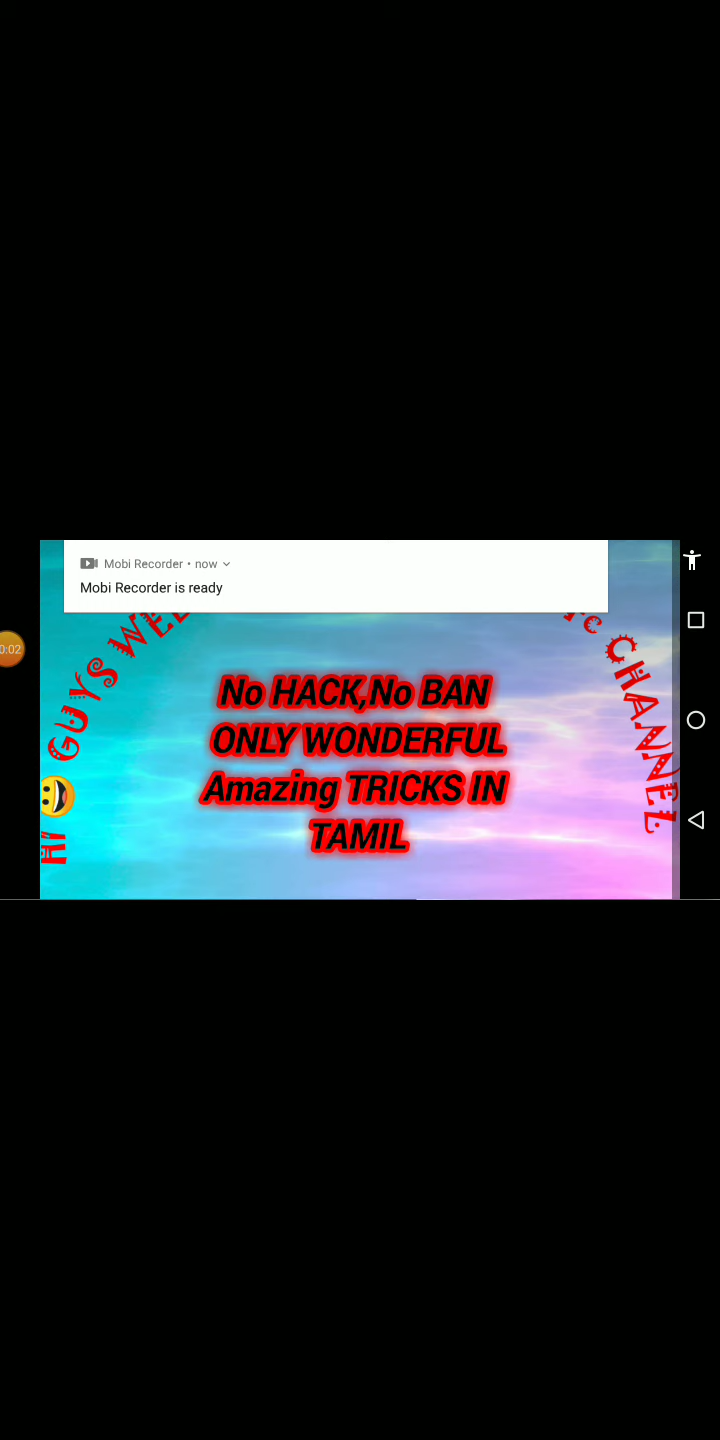 Mobi Recorder • now
Mobi Recorder is ready
0:02
HI 😀 GUYS
CHANNEL
No HACK,No BAN
ONLY WONDERFUL
Amazing TRICKS IN
TAMIL